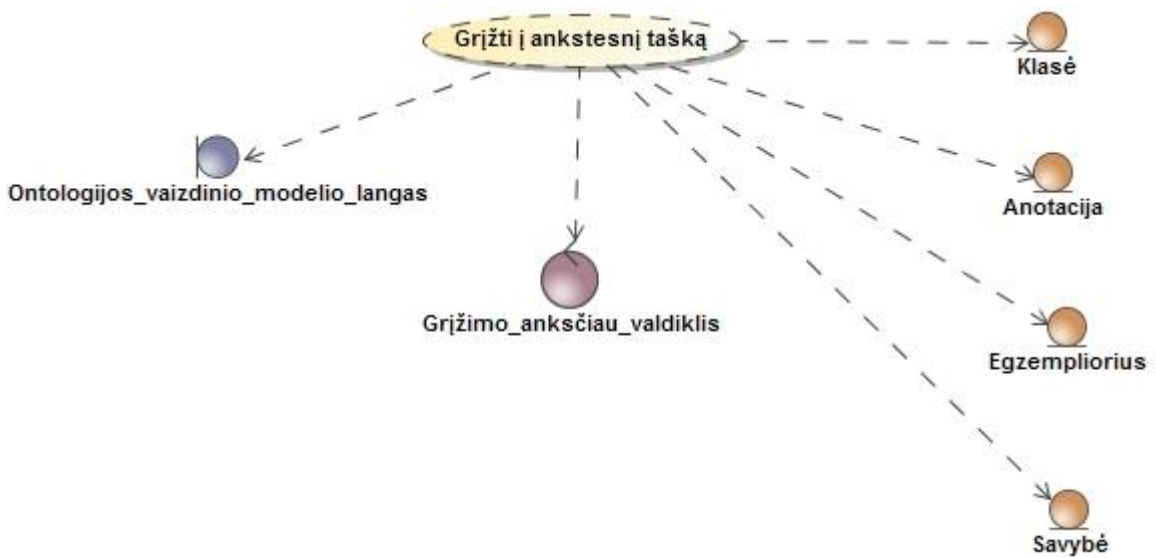 Grįžti į ankstesnį tašką
Klasė
Ontologijos_vaizdinio_modelio_langas
Anotacija
Grįžimo_anksčiau_valdiklis
Egzempliorius
Savybė